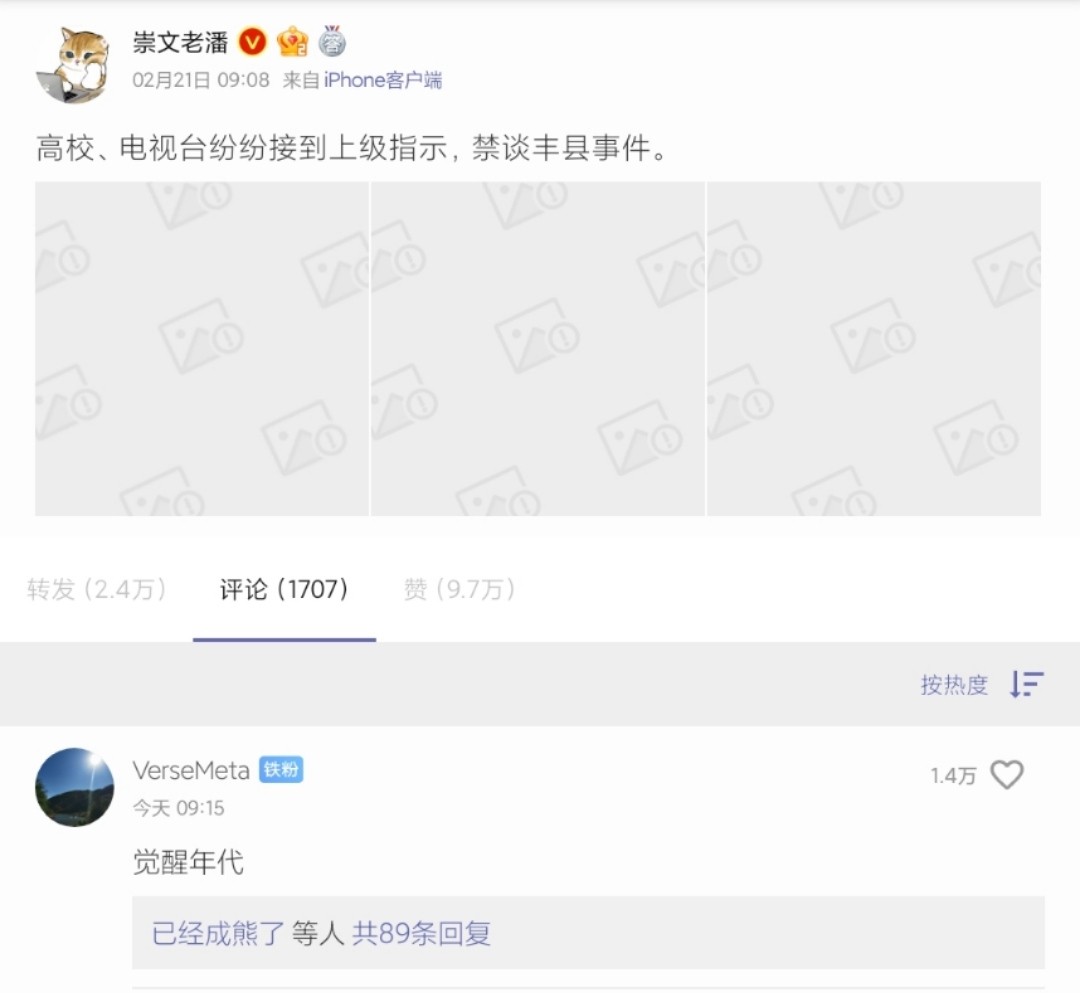 崇文老潘
02月21日 09:08 来自 iPhone客户端
高校、电视台纷纷接到上级指示, 禁谈丰县事件。
转发 (2.4万) 评论 (1707) 赞 (9.7万)
按热度
VerseMeta 铁粉 1.4万
今天 09:15
觉醒年代
已经成熊了 等人 共89条回复